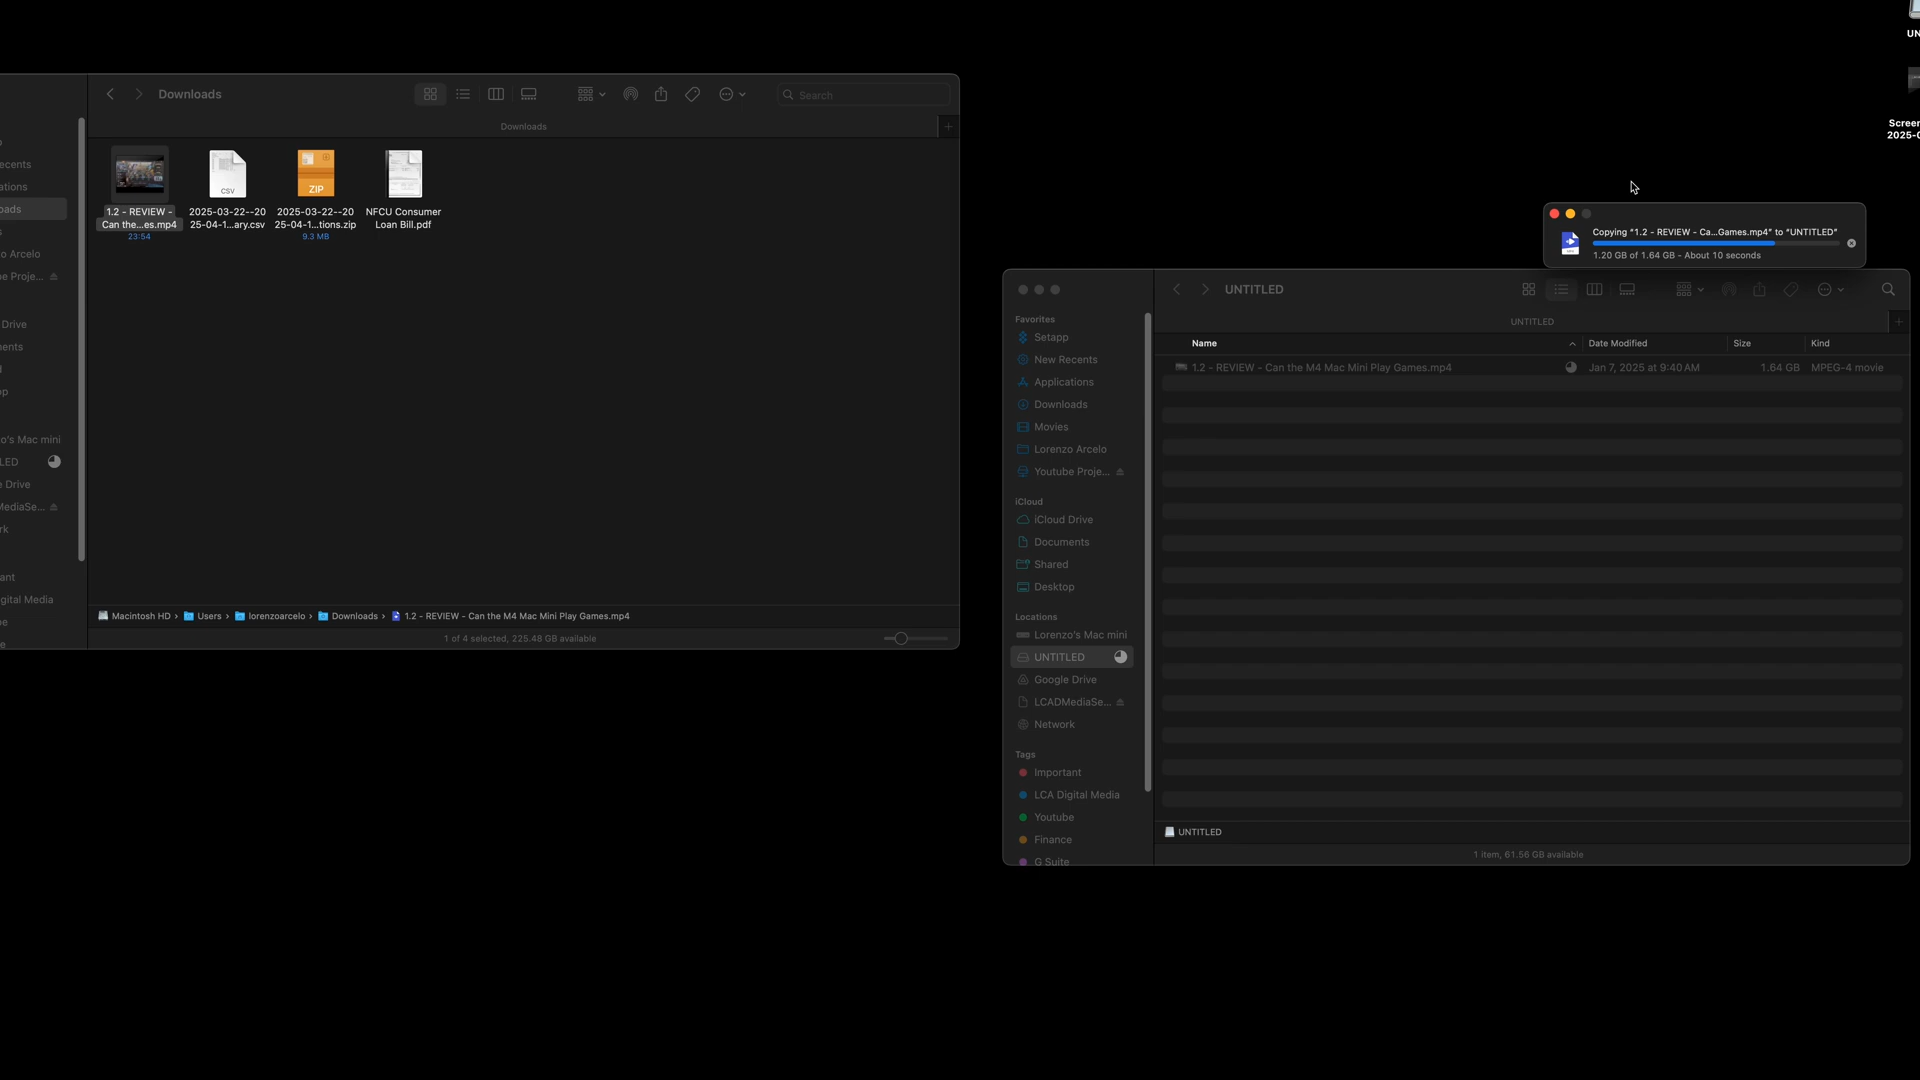 UN
Screen
2025-0
Downloads
Search
Downloads
ecents
ations
oads
s
o Arcelo
be Proje...
Drive
ents
op
o's Mac mini
LED
e Drive
MediaSe...
rk
ant
gital Media
be
e
CSV
ZIP
1.2 - REVIEW -
Can the...es.mp4
23:54
2025-03-22--20
25-04-1...ary.csv
2025-03-22--20
25-04-1...tions.zip
9.3 MB
NFCU Consumer
Loan Bill.pdf
Macintosh HD › Users › lorenzoarcelo › Downloads › 1.2 - REVIEW - Can the M4 Mac Mini Play Games.mp4
1 of 4 selected, 225.48 GB available
Copying “1.2 - REVIEW - Ca...Games.mp4” to “UNTITLED”
1.20 GB of 1.64 GB - About 10 seconds
UNTITLED
UNTITLED
Favorites
Setapp
New Recents
Applications
Downloads
Movies
Lorenzo Arcelo
Youtube Proje...
iCloud
iCloud Drive
Documents
Shared
Desktop
Locations
Lorenzo's Mac mini
UNTITLED
Google Drive
LCADMediaSe...
Network
Tags
Important
LCA Digital Media
Youtube
Finance
G Suite
Name Date Modified Size Kind
1.2 - REVIEW - Can the M4 Mac Mini Play Games.mp4 Jan 7, 2025 at 9:40 AM 1.64 GB MPEG-4 movie
UNTITLED
1 item, 61.56 GB available